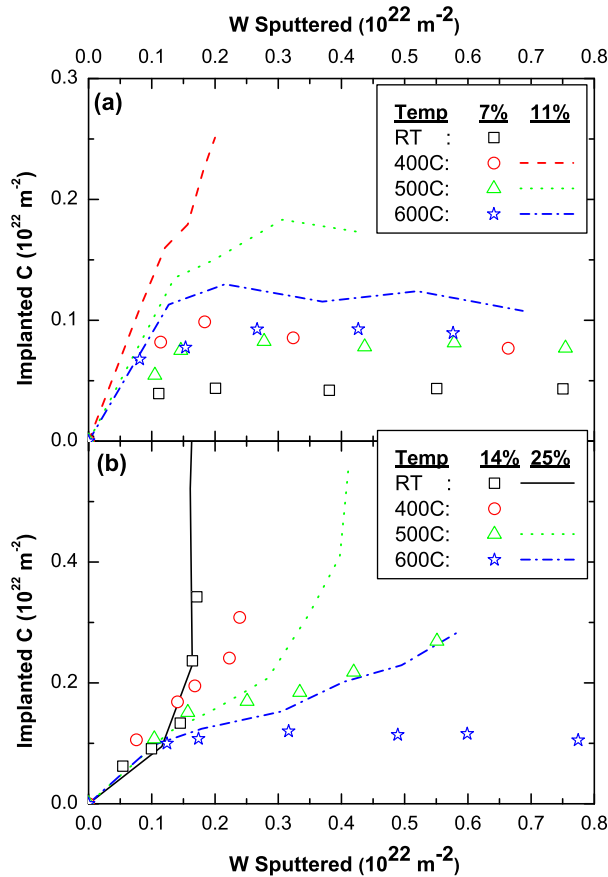 W Sputtered (10²² m⁻²)
0.0 0.1 0.2 0.3 0.4 0.5 0.6 0.7 0.8
0.3
(a)
Temp 7% 11%
RT :
400C:
0.2
500C:
600C:
Implanted C (10²² m⁻²)
0.1
0.0
(b)
Temp 14% 25%
RT :
400C:
500C:
0.4
600C:
Implanted C (10²² m⁻²)
0.2
0.0
0.0 0.1 0.2 0.3 0.4 0.5 0.6 0.7 0.8
W Sputtered (10²² m⁻²)